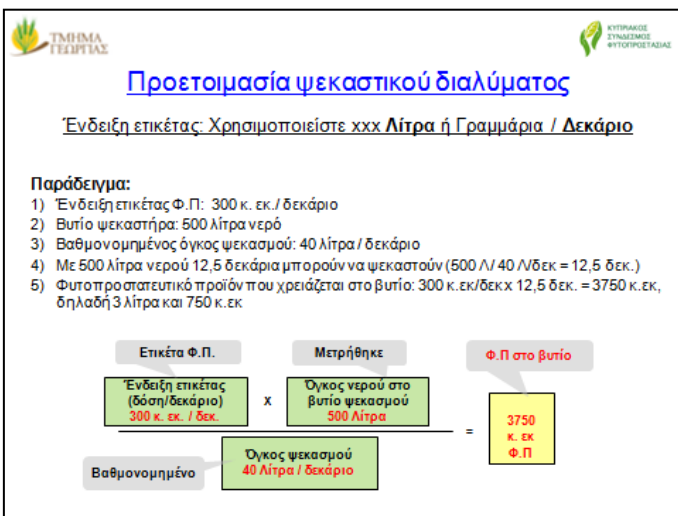 ΤΜΗΜΑ
ΓΕΩΡΓΙΑΣ
ΚΥΠΡΙΑΚΟΣ
ΣΥΝΔΕΣΜΟΣ
ΦΥΤΟΠΡΟΣΤΑΣΙΑΣ
Προετοιμασία ψεκαστικού διαλύματος
Ένδειξη ετικέτας: Χρησιμοποιείστε xxx Λίτρα ή Γραμμάρια / Δεκάριο
Παράδειγμα:
1) Ένδειξη ετικέτας Φ.Π: 300 κ. εκ./ δεκάριο
2) Βυτίο ψεκαστήρα: 500 λίτρα νερό
3) Βαθμονομημένος όγκος ψεκασμού: 40 λίτρα / δεκάριο
4) Με 500 λίτρα νερού 12,5 δεκάρια μπορούν να ψεκαστούν (500 Λ/ 40 Λ/δεκ = 12,5 δεκ.)
5) Φυτοπροστατευτικό προϊόν που χρειάζεται στο βυτίο: 300 κ.εκ/δεκ x 12,5 δεκ. = 3750 κ.εκ,
δηλαδή 3 λίτρα και 750 κ.εκ
Ετικέτα Φ.Π.
Μετρήθηκε
Φ.Π στο βυτίο
Ένδειξη ετικέτας
(δόση/δεκάριο)
300 κ. εκ. / δεκ.
x
Όγκος νερού στο
βυτίο ψεκασμού
500 Λίτρα
=
3750
κ. εκ
Φ.Π
Βαθμονομημένο
Όγκος ψεκασμού
40 Λίτρα / δεκάριο